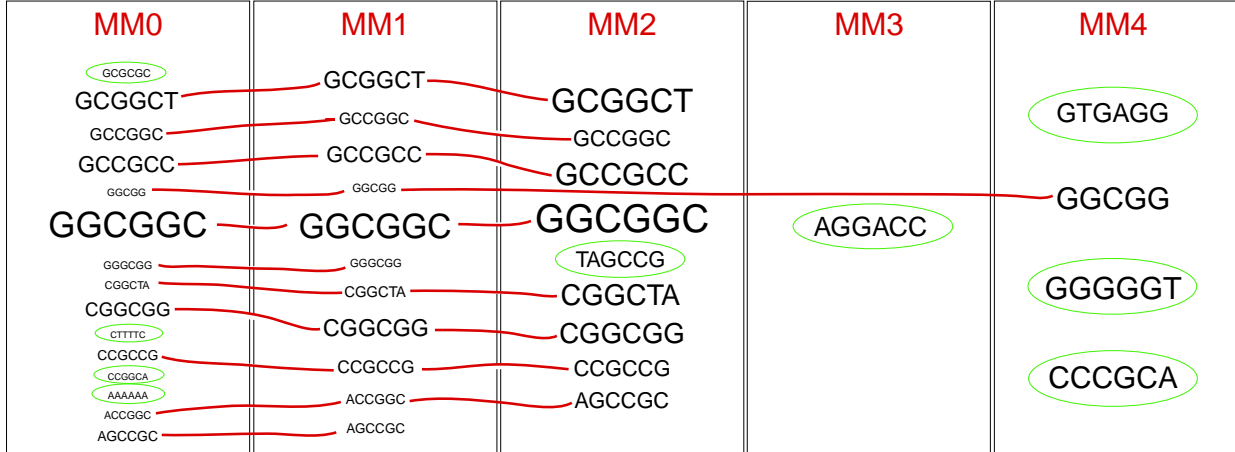 MM0
GCGCGC
GCGGCT
GCCGGC
GCCGCC
GGCGG
GGCGGC
GGGCGG
CGGCTA
CGGCGG
CTTTTC
CCGCCG
CCGGCA
AAAAAA
ACCGGC
AGCCGC
MM1
GCGGCT
GCCGGC
GCCGCC
GGCGG
GGCGGC
GGGCGG
CGGCTA
CGGCGG
CCGCCG
ACCGGC
AGCCGC
MM2
GCGGCT
GCCGGC
GCCGCC
GGCGGC
TAGCCG
CGGCTA
CGGCGG
CCGCCG
AGCCGC
MM3
AGGACC
MM4
GTGAGG
GGCGG
GGGGGT
CCCGCA